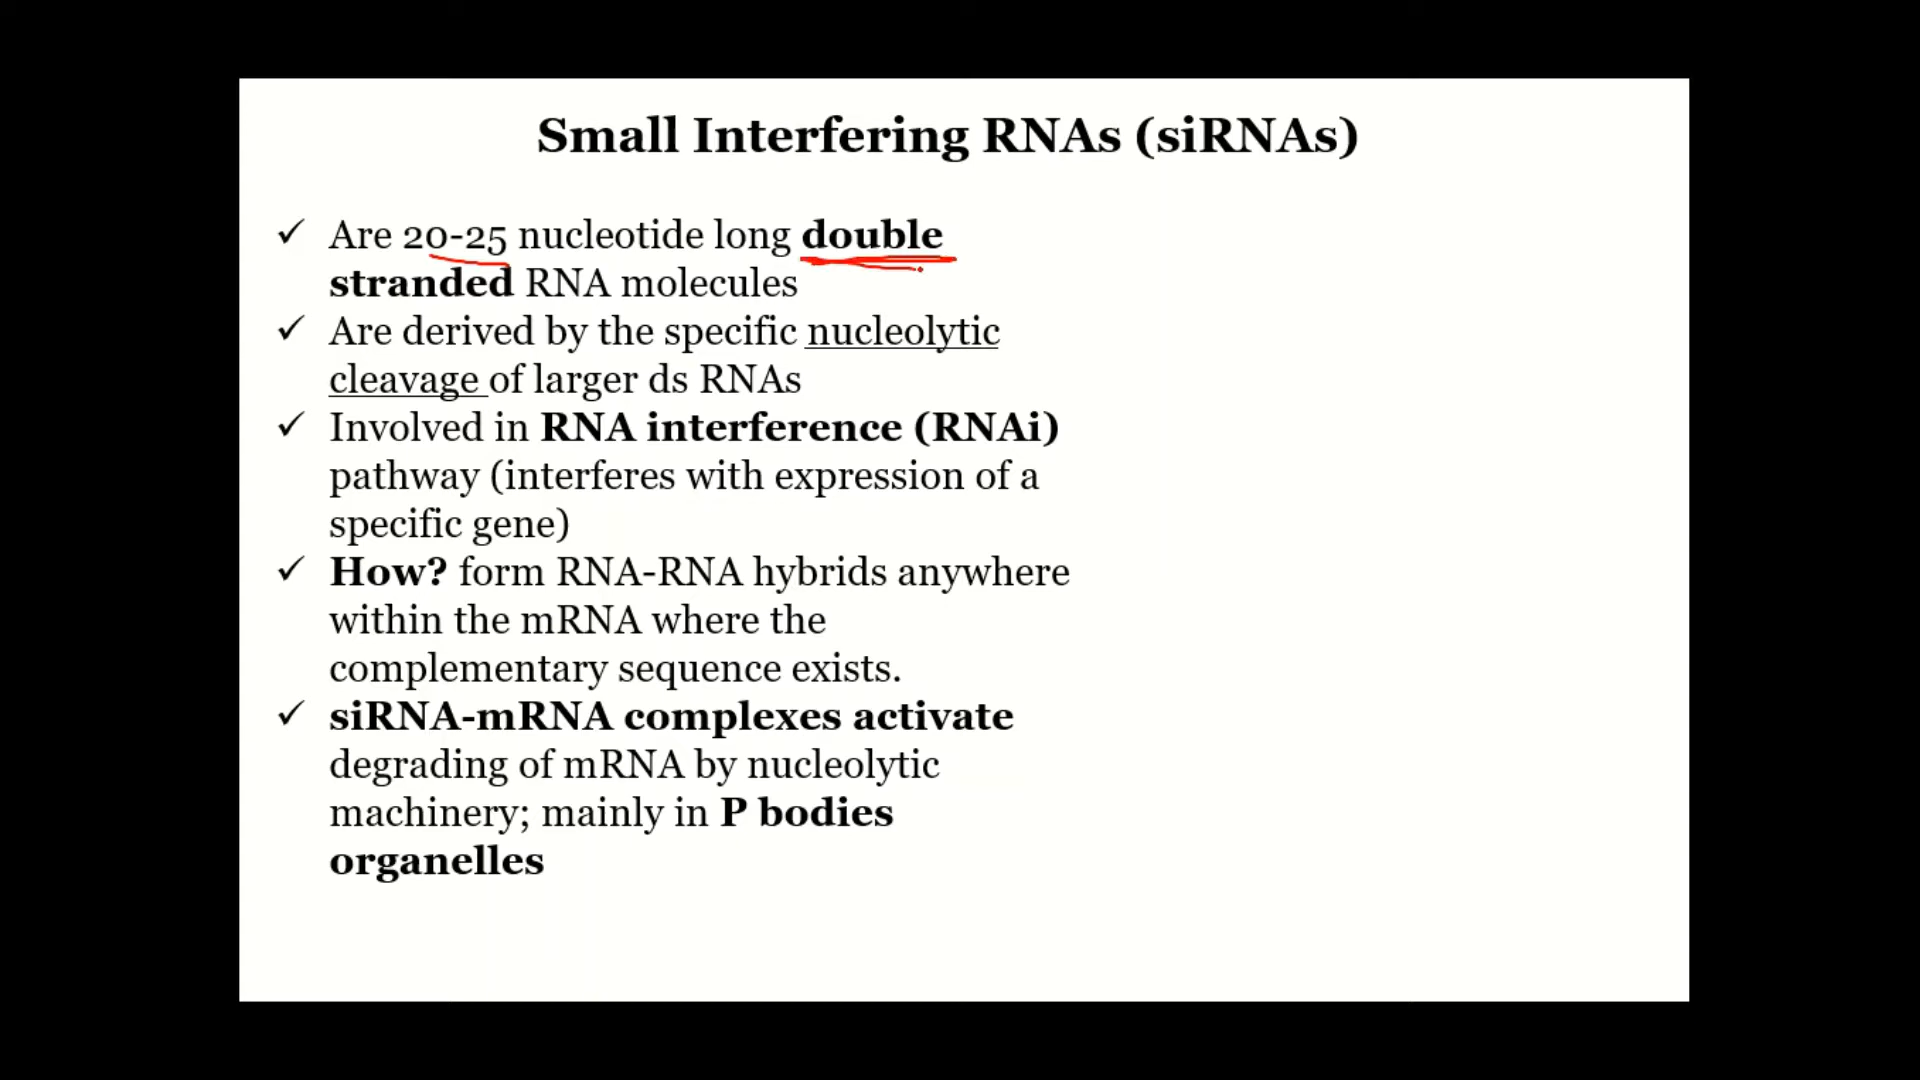 Small Interfering RNAs (siRNAs)
✓ Are 20-25 nucleotide long double
stranded RNA molecules
✓ Are derived by the specific nucleolytic
cleavage of larger ds RNAs
✓ Involved in RNA interference (RNAi)
pathway (interferes with expression of a
specific gene)
✓ How? form RNA-RNA hybrids anywhere
within the mRNA where the
complementary sequence exists.
✓ siRNA-mRNA complexes activate
degrading of mRNA by nucleolytic
machinery; mainly in P bodies
organelles